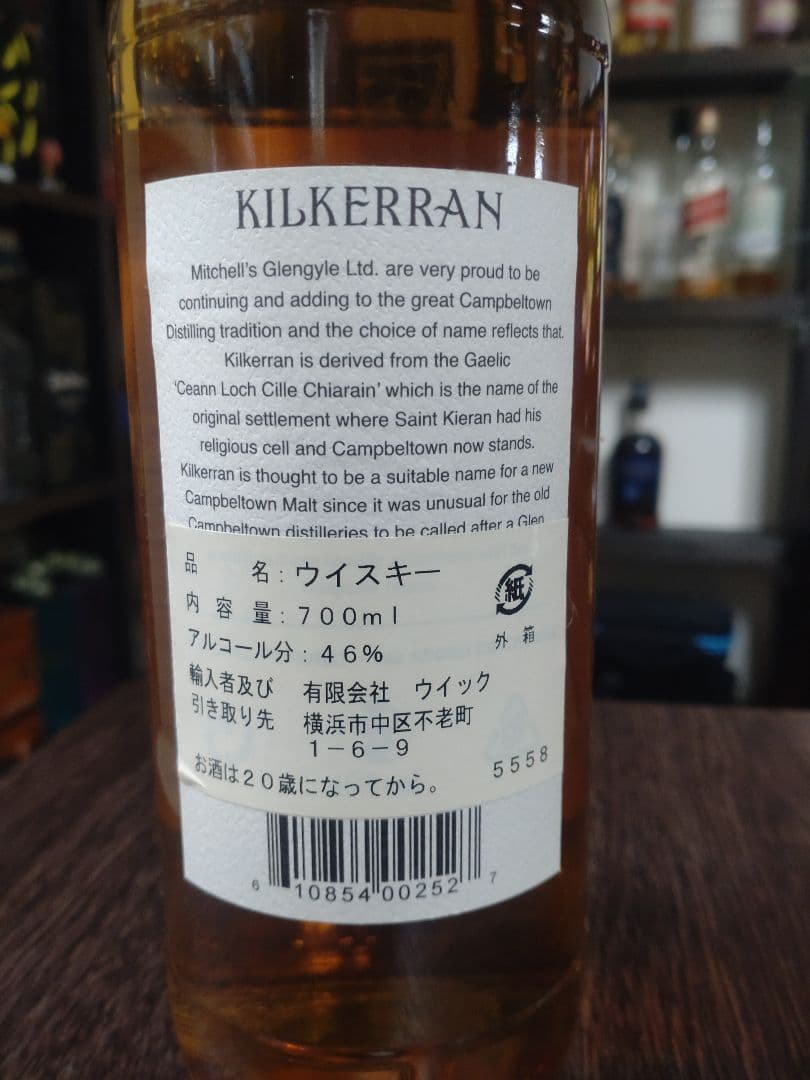 KILKERRAN
Mitchell's Glengyle Ltd. are very proud to be
continuing and adding to the great Campbeltown
Distilling tradition and the choice of name reflects that.
Kilkerran is derived from the Gaelic
'Ceann Loch Cille Chiarain' which is the name of the
original settlement where Saint Kieran had his
religious cell and Campbeltown now stands.
Kilkerran is thought to be a suitable name for a new
Campbeltown Malt since it was unusual for the old
Campbeltown distilleries to be called after a Glen
品 名:ウイスキー
内 容 量:700ml
アルコール分:46%
紙
外 箱
輸入者及び 有限会社 ウイック
引き取り先 横浜市中区不老町
1-6-9
お酒は20歳になってから。 5558
6 10854 00252 7